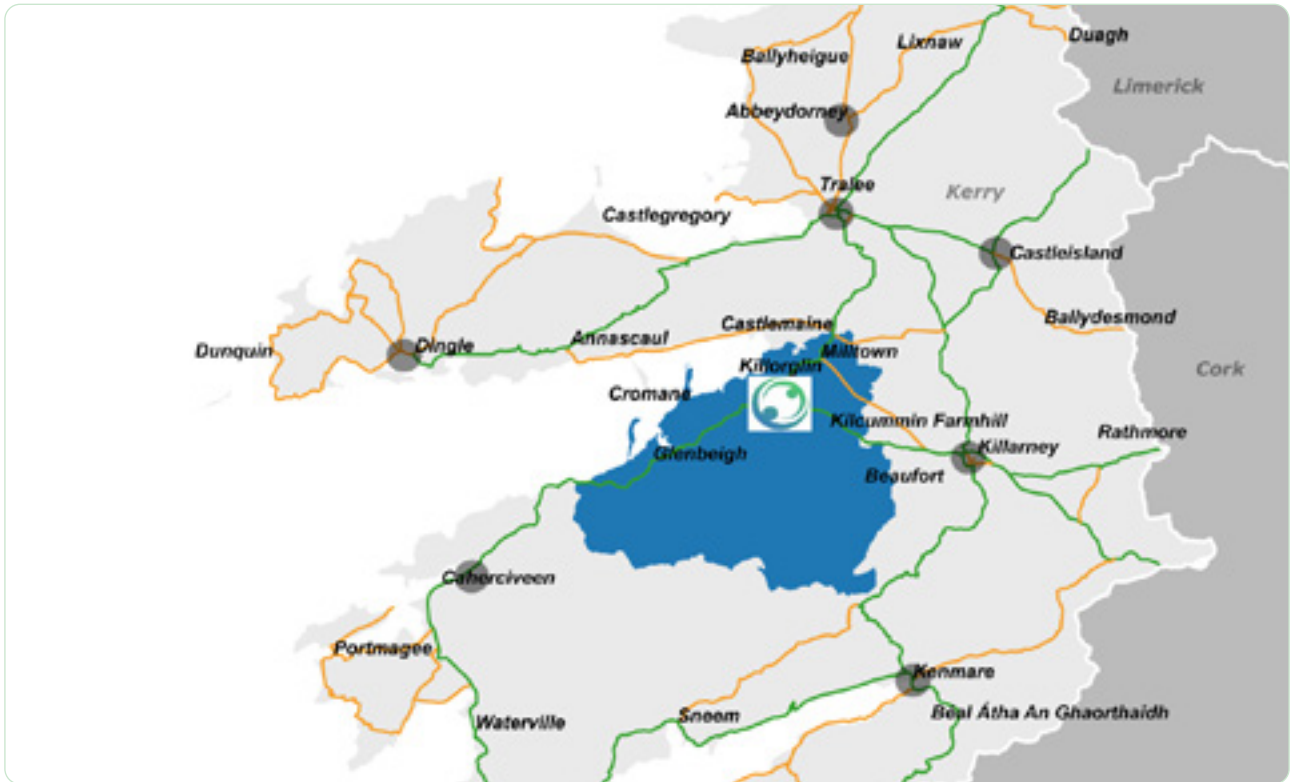 Duagh
Lixnaw
Ballyheigue
Limerick
Abbeydorney
Tralee
Kerry
Castlegregory
Castleisland
Ballydesmond
Castlemaine
Annascaul
Dingle
Dunquin
Milltown
Killorglin
Cork
Cromane
Kilcummin Farmhill
Rathmore
Killarney
Glenbeigh
Beaufort
Caherciveen
Portmagee
Kenmare
Béal Átha An Ghaorthaidh
Sneem
Waterville